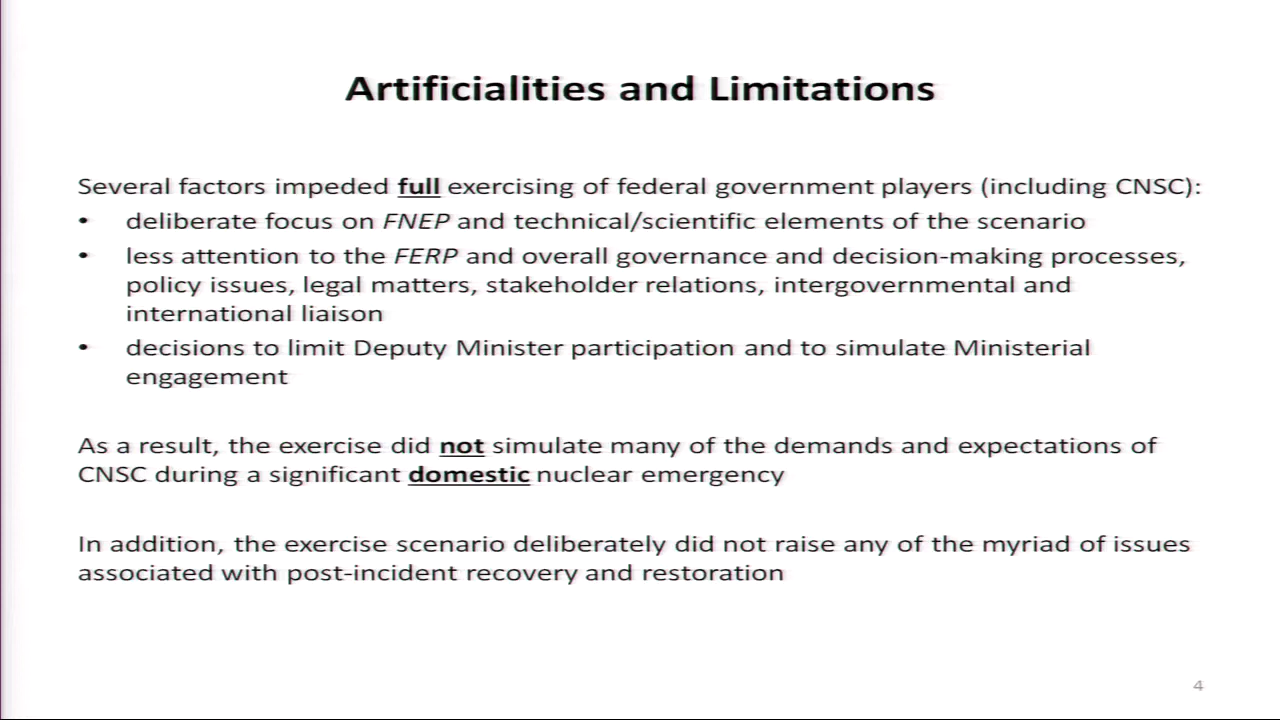 Artificialities and Limitations
Several factors impeded full exercising of federal government players (including CNSC):
• deliberate focus on FNEP and technical/scientific elements of the scenario
• less attention to the FERP and overall governance and decision-making processes,
policy issues, legal matters, stakeholder relations, intergovernmental and
international liaison
• decisions to limit Deputy Minister participation and to simulate Ministerial
engagement
As a result, the exercise did not simulate many of the demands and expectations of
CNSC during a significant domestic nuclear emergency
In addition, the exercise scenario deliberately did not raise any of the myriad of issues
associated with post-incident recovery and restoration
4